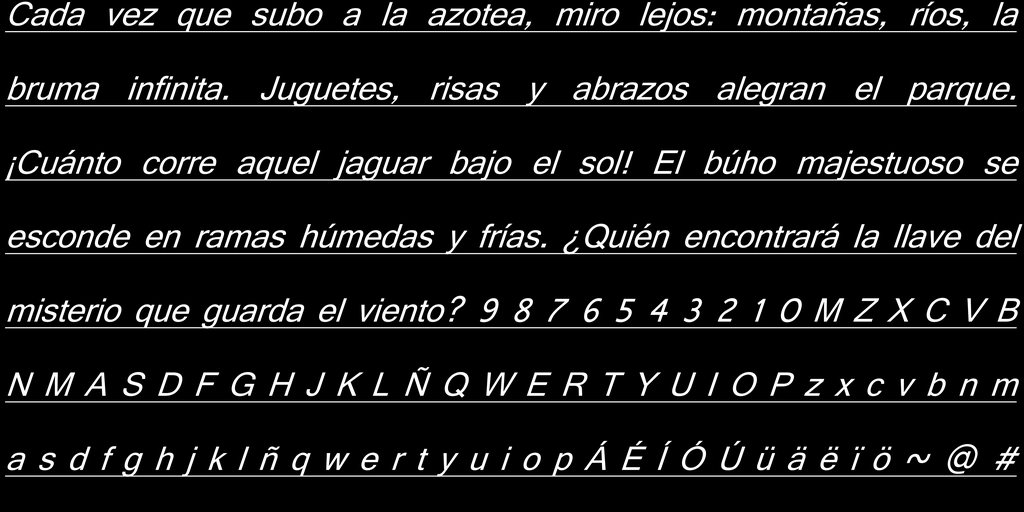 Cada vez que subo a la azotea, miro lejos: montañas, ríos, la
bruma infinita. Juguetes, risas y abrazos alegran el parque.
¡Cuánto corre aquel jaguar bajo el sol! El búho majestuoso se
esconde en ramas húmedas y frías. ¿Quién encontrará la llave del
misterio que guarda el viento? 9 8 7 6 5 4 3 2 1 0 M Z X C V B
N M A S D F G H J K L Ñ Q W E R T Y U I O P z x c v b n m
a s d f g h j k l ñ q w e r t y u i o p Á É Í Ó Ú ü ä ë ï ö ~ @ #